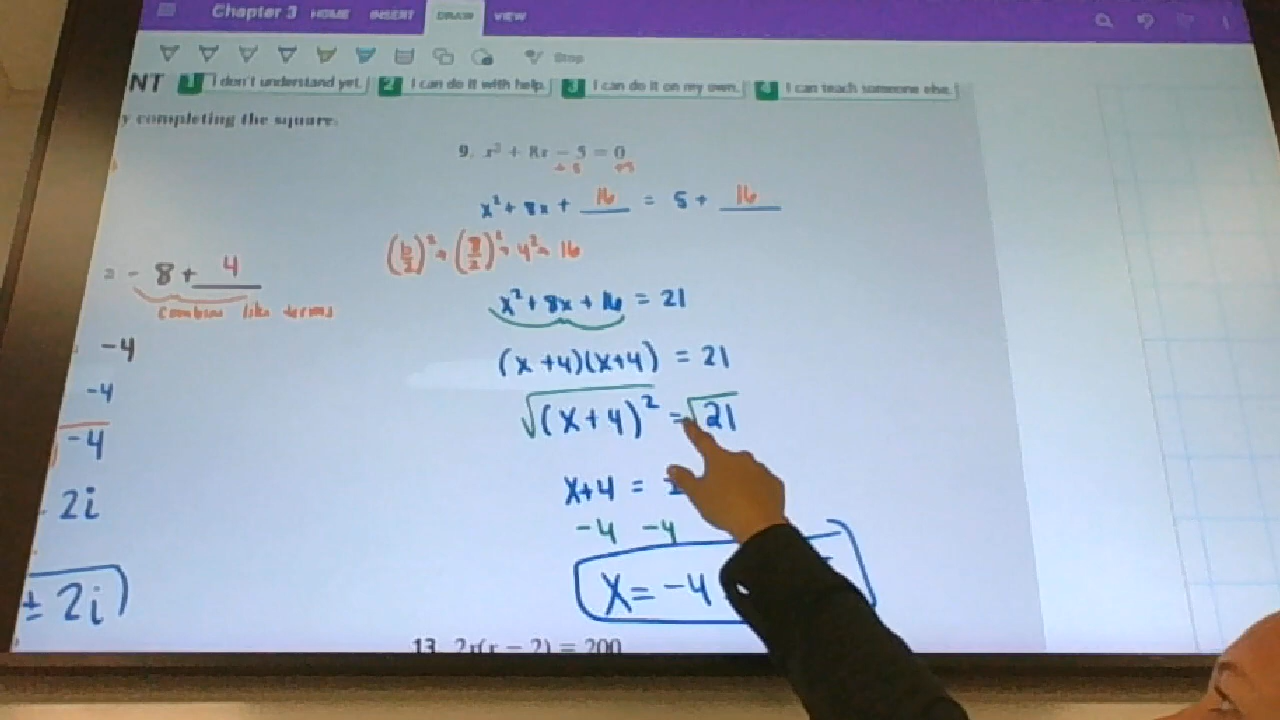 Chapter 3 HOME INSERT DRAW VIEW
Stop
NT 1 I don't understand yet. 2 I can do it with help. 3 I can do it on my own. 4 I can teach someone else.
y completing the square.
9. x² + 8x − 5 = 0
+5 +5
x² + 8x + 16 = 5 + 16
(b/2)² = (8/2)² = 4² = 16
= - 8 + 4
combine like terms
x² + 8x + 16 = 21
-4
(x + 4)(x + 4) = 21
-4
√(x + 4)² = √21
√-4
x + 4 =
2i
-4 -4
x = -4
± 2i
13. 2r(r − 2) = 200